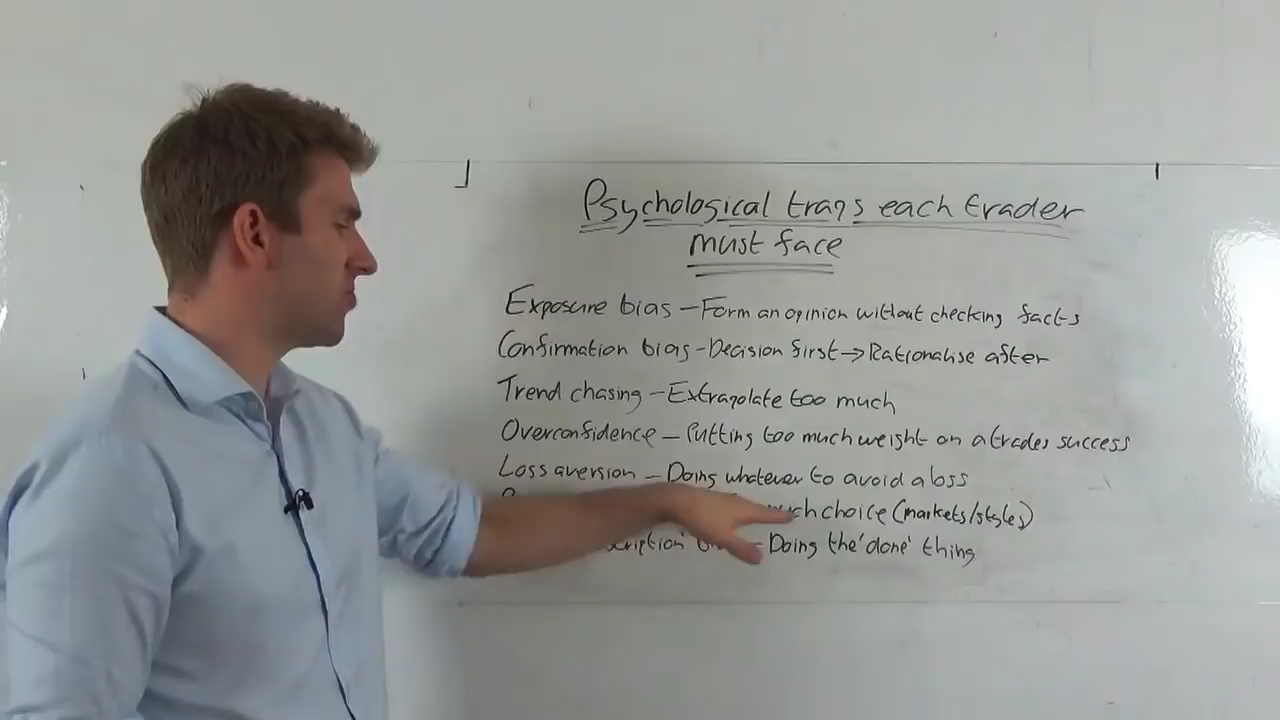 Psychological traps each trader
must face
Exposure bias – Form an opinion without checking facts
Confirmation bias – Decision first → Rationalise after
Trend chasing – Extrapolate too much
Overconfidence – Putting too much weight on a trades success
Loss aversion – Doing whatever to avoid a loss
much choice (markets/styles)
– Doing the 'done' thing